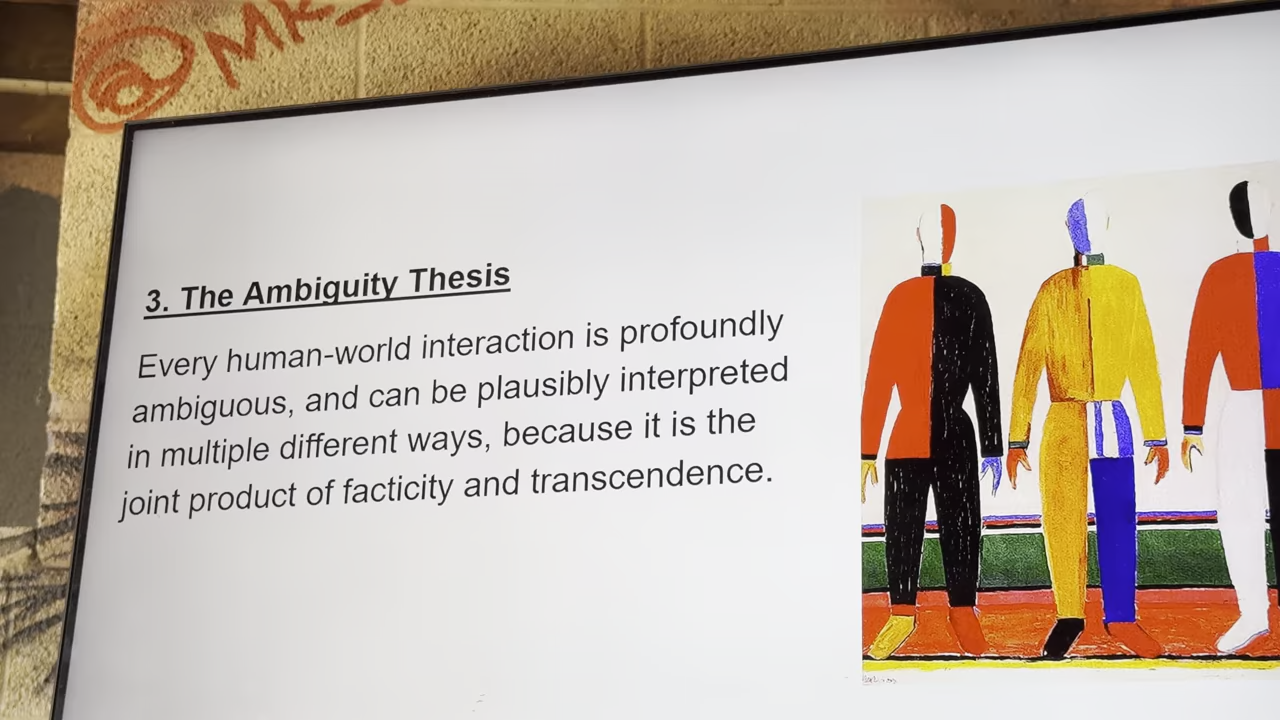 @MK_
3. The Ambiguity Thesis
Every human-world interaction is profoundly
ambiguous, and can be plausibly interpreted
in multiple different ways, because it is the
joint product of facticity and transcendence.